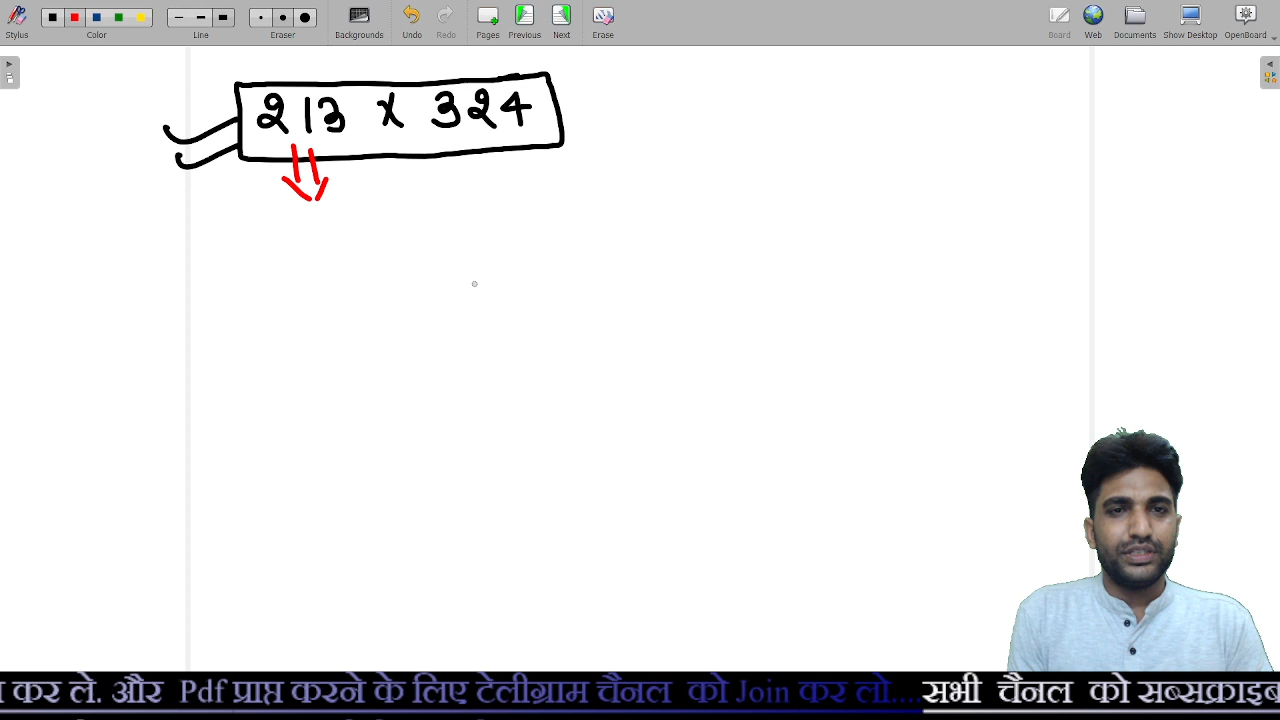 Stylus Color Line Eraser Backgrounds Undo Redo Pages Previous Next Erase Board Web Documents Show Desktop OpenBoard
213 x 324
कर ले. और Pdf प्राप्त करने के लिए टेलीग्राम चैनल को Join कर लो....सभी चैनल को सब्सक्राइब